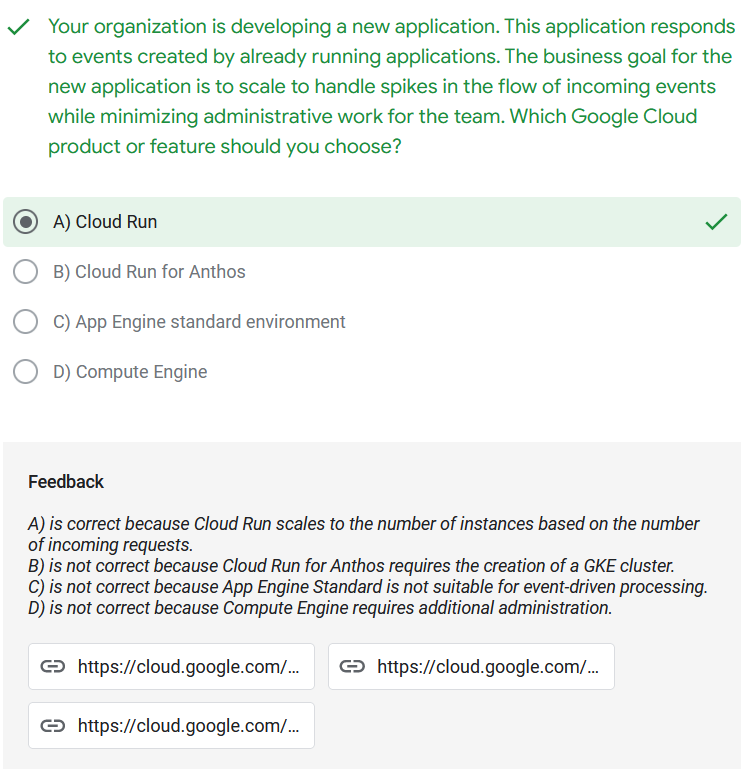 Your organization is developing a new application. This application responds
to events created by already running applications. The business goal for the
new application is to scale to handle spikes in the flow of incoming events
while minimizing administrative work for the team. Which Google Cloud
product or feature should you choose?
A) Cloud Run
B) Cloud Run for Anthos
C) App Engine standard environment
D) Compute Engine
Feedback
A) is correct because Cloud Run scales to the number of instances based on the number
of incoming requests.
B) is not correct because Cloud Run for Anthos requires the creation of a GKE cluster.
C) is not correct because App Engine Standard is not suitable for event-driven processing.
D) is not correct because Compute Engine requires additional administration.
https://cloud.google.com/... https://cloud.google.com/...
https://cloud.google.com/...